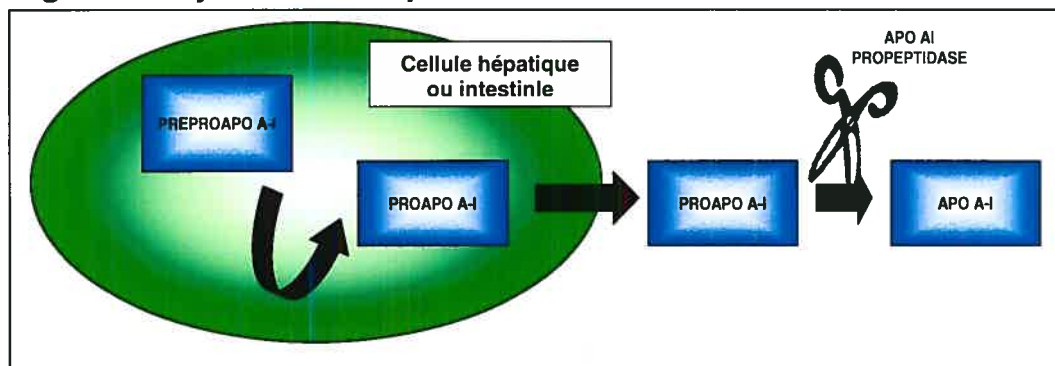 Cellule hépatique
ou intestinle
APO AI
PROPEPTIDASE
PREPROAPO A-I
PROAPO A-I
PROAPO A-I
APO A-I